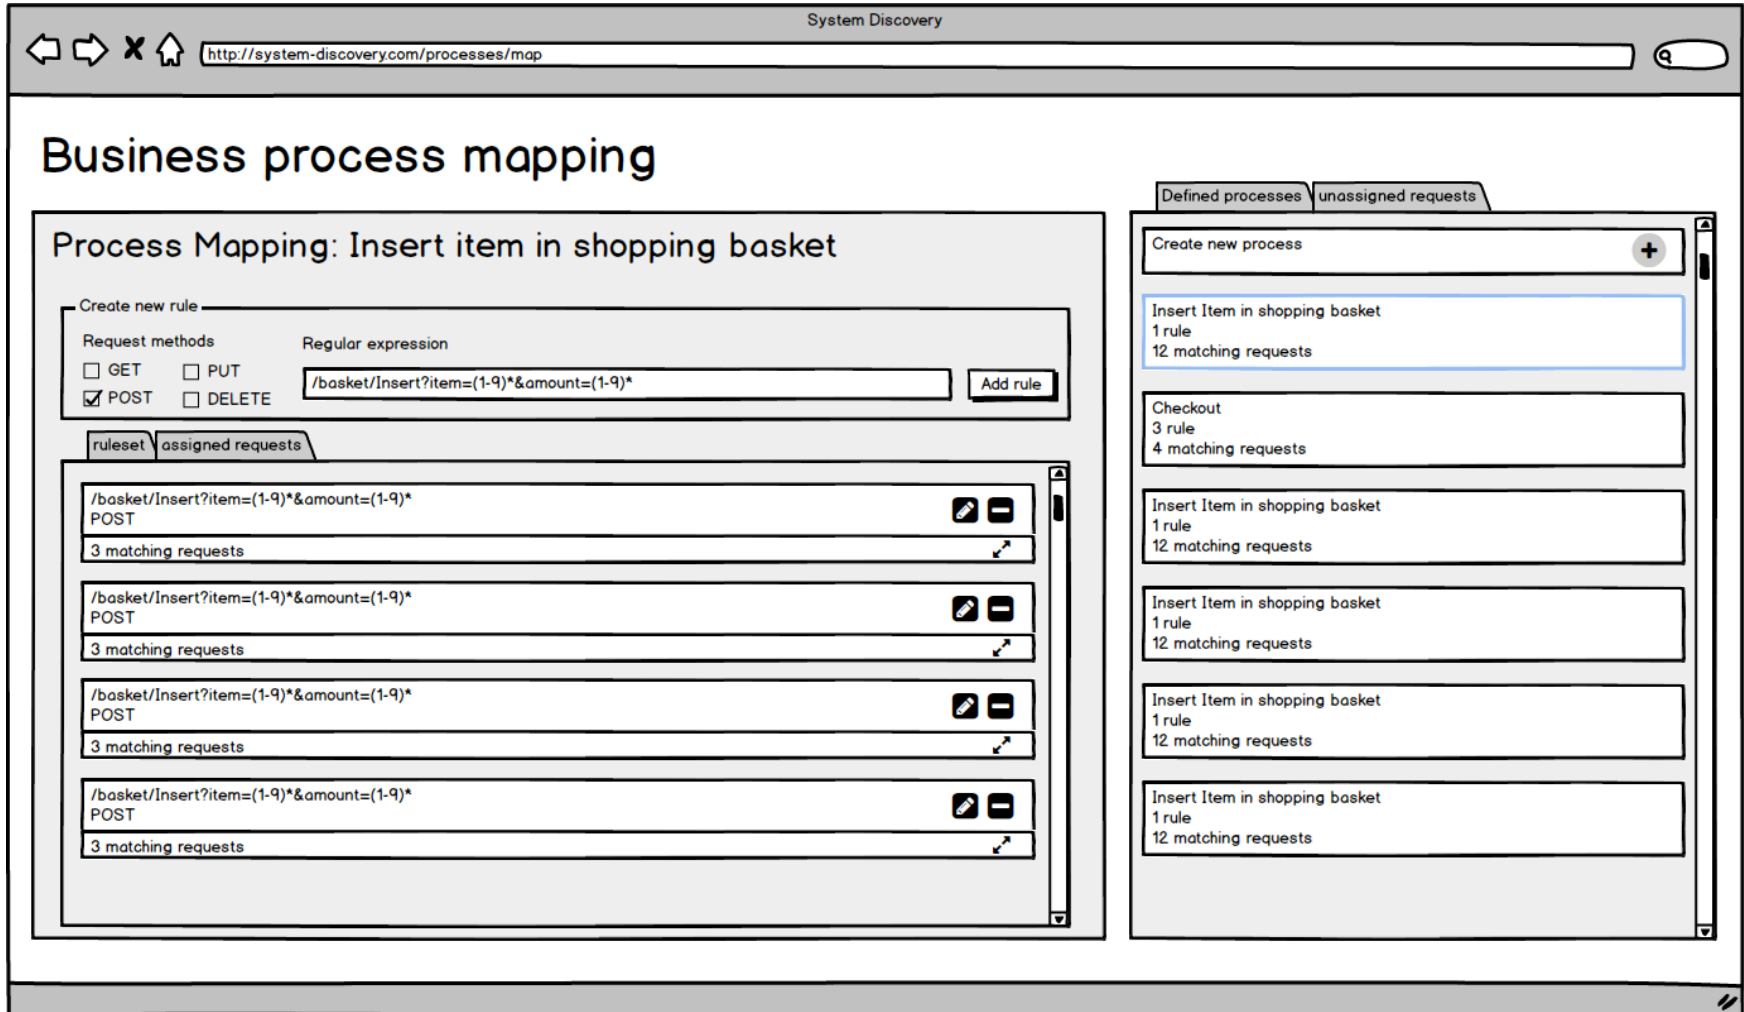 System Discovery
http://system-discovery.com/processes/map
Business process mapping
Process Mapping: Insert item in shopping basket
Create new rule
Request methods
GET
PUT
POST
DELETE
Regular expression
/basket/Insert?item=(1-9)*&amount=(1-9)*
Add rule
ruleset
assigned requests
/basket/Insert?item=(1-9)*&amount=(1-9)*
POST
3 matching requests
/basket/Insert?item=(1-9)*&amount=(1-9)*
POST
3 matching requests
/basket/Insert?item=(1-9)*&amount=(1-9)*
POST
3 matching requests
/basket/Insert?item=(1-9)*&amount=(1-9)*
POST
3 matching requests
Defined processes
unassigned requests
Create new process
Insert Item in shopping basket
1 rule
12 matching requests
Checkout
3 rule
4 matching requests
Insert Item in shopping basket
1 rule
12 matching requests
Insert Item in shopping basket
1 rule
12 matching requests
Insert Item in shopping basket
1 rule
12 matching requests
Insert Item in shopping basket
1 rule
12 matching requests